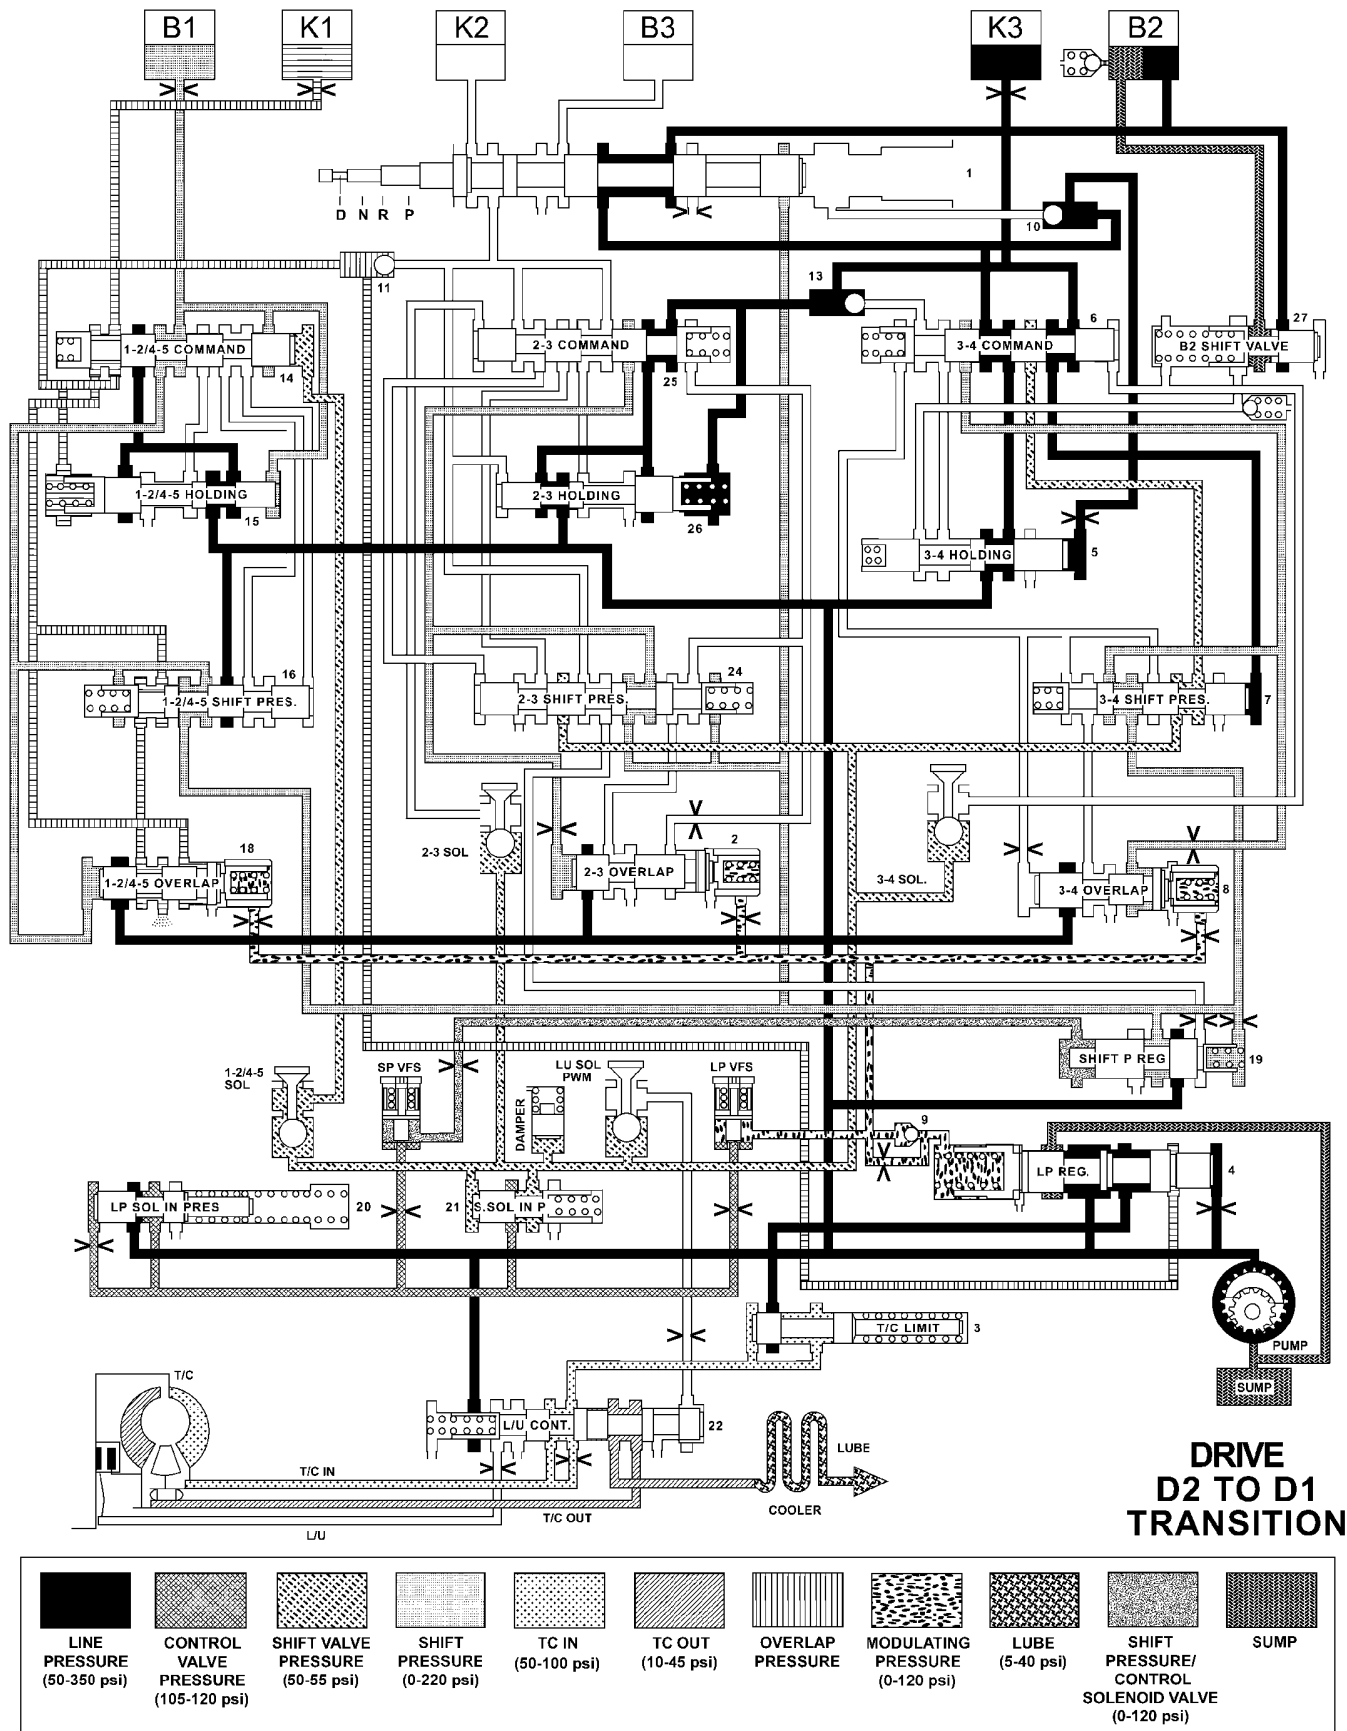 B1 K1 K2 B3 K3 B2
1
D N R P
10
11
13
6
27
1-2/4-5 COMMAND
2-3 COMMAND
3-4 COMMAND
B2 SHIFT VALVE
14
25
1-2/4-5 HOLDING
2-3 HOLDING
15
26
3-4 HOLDING
5
16
24
1-2/4-5 SHIFT PRES.
2-3 SHIFT PRES.
3-4 SHIFT PRES.
7
18
2-3 SOL
2
1-2/4-5 OVERLAP
2-3 OVERLAP
3-4 SOL.
3-4 OVERLAP
8
1-2/4-5
SOL
SP VFS
LU SOL
PWM
LP VFS
SHIFT P REG
19
DAMPER
9
LP REG.
4
LP SOL IN PRES
20
21
S.SOL IN P
T/C LIMIT
3
PUMP
SUMP
T/C
L/U CONT.
22
LUBE
T/C IN
COOLER
T/C OUT
L/U
DRIVE
D2 TO D1
TRANSITION
LINE
PRESSURE
(50-350 psi)
CONTROL
VALVE
PRESSURE
(105-120 psi)
SHIFT VALVE
PRESSURE
(50-55 psi)
SHIFT
PRESSURE
(0-220 psi)
TC IN
(50-100 psi)
TC OUT
(10-45 psi)
OVERLAP
PRESSURE
MODULATING
PRESSURE
(0-120 psi)
LUBE
(5-40 psi)
SHIFT
PRESSURE/
CONTROL
SOLENOID VALVE
(0-120 psi)
SUMP